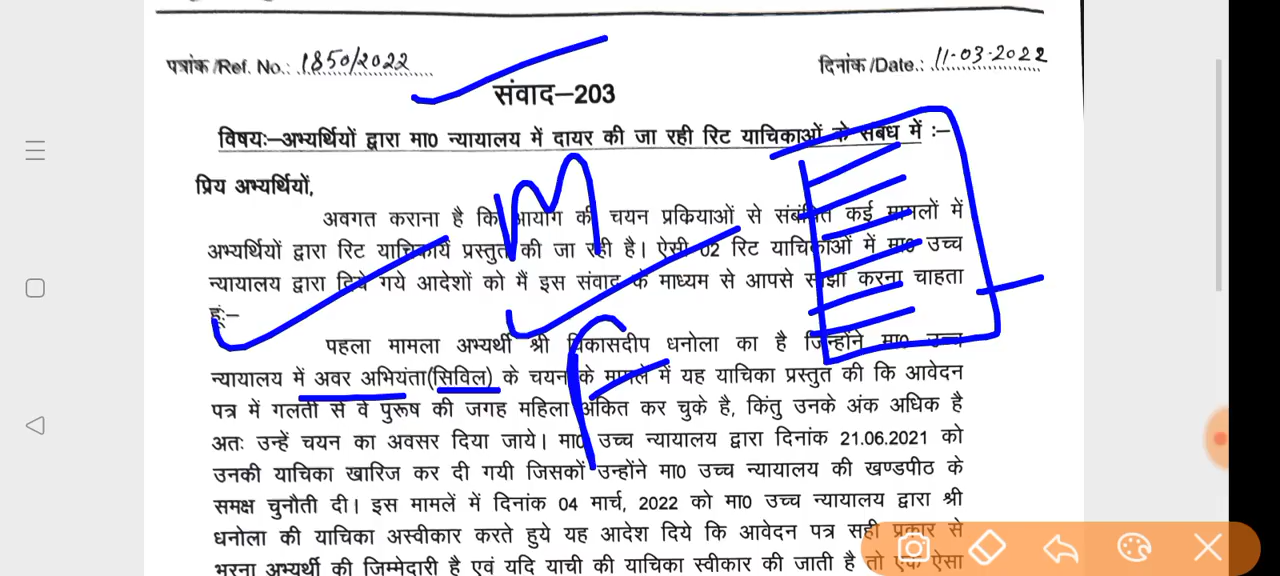 पत्रांक /Ref. No.: 1850/2022
दिनांक /Date.: 11-03-2022
संवाद-203
विषयः-अभ्यर्थियों द्वारा मा0 न्यायालय में दायर की जा रही रिट याचिकाओं के संबंध में :-
प्रिय अभ्यर्थियों,
अवगत कराना है कि आयोग की चयन प्रकियाओं से संबंधित कई मामलों में
अभ्यर्थियों द्वारा रिट याचिकायें प्रस्तुत की जा रही है। ऐसी 02 रिट याचिकाओं में मा0 उच्च
न्यायालय द्वारा दिये गये आदेशों को मैं इस संवाद के माध्यम से आपसे साझा करना चाहता
हूं:-
पहला मामला अभ्यर्थी श्री विकासदीप धनोला का है जिन्होंने मा0 उच्च
न्यायालय में अवर अभियंता(सिविल) के चयन के मामले में यह याचिका प्रस्तुत की कि आवेदन
पत्र में गलती से वे पुरूष की जगह महिला अंकित कर चुके है, किंतु उनके अंक अधिक है
अतः उन्हें चयन का अवसर दिया जाये। मा0 उच्च न्यायालय द्वारा दिनांक 21.06.2021 को
उनकी याचिका खारिज कर दी गयी जिसकों उन्होंने मा0 उच्च न्यायालय की खण्डपीठ के
समक्ष चुनौती दी। इस मामलें में दिनांक 04 मार्च, 2022 को मा0 उच्च न्यायालय द्वारा श्री
धनोला की याचिका अस्वीकार करते हुये यह आदेश दिये कि आवेदन पत्र सही प्रकार से
भरना अभ्यर्थी की जिम्मेदारी है एवं यदि याची की याचिका स्वीकार की जाती है तो एक ऐसा